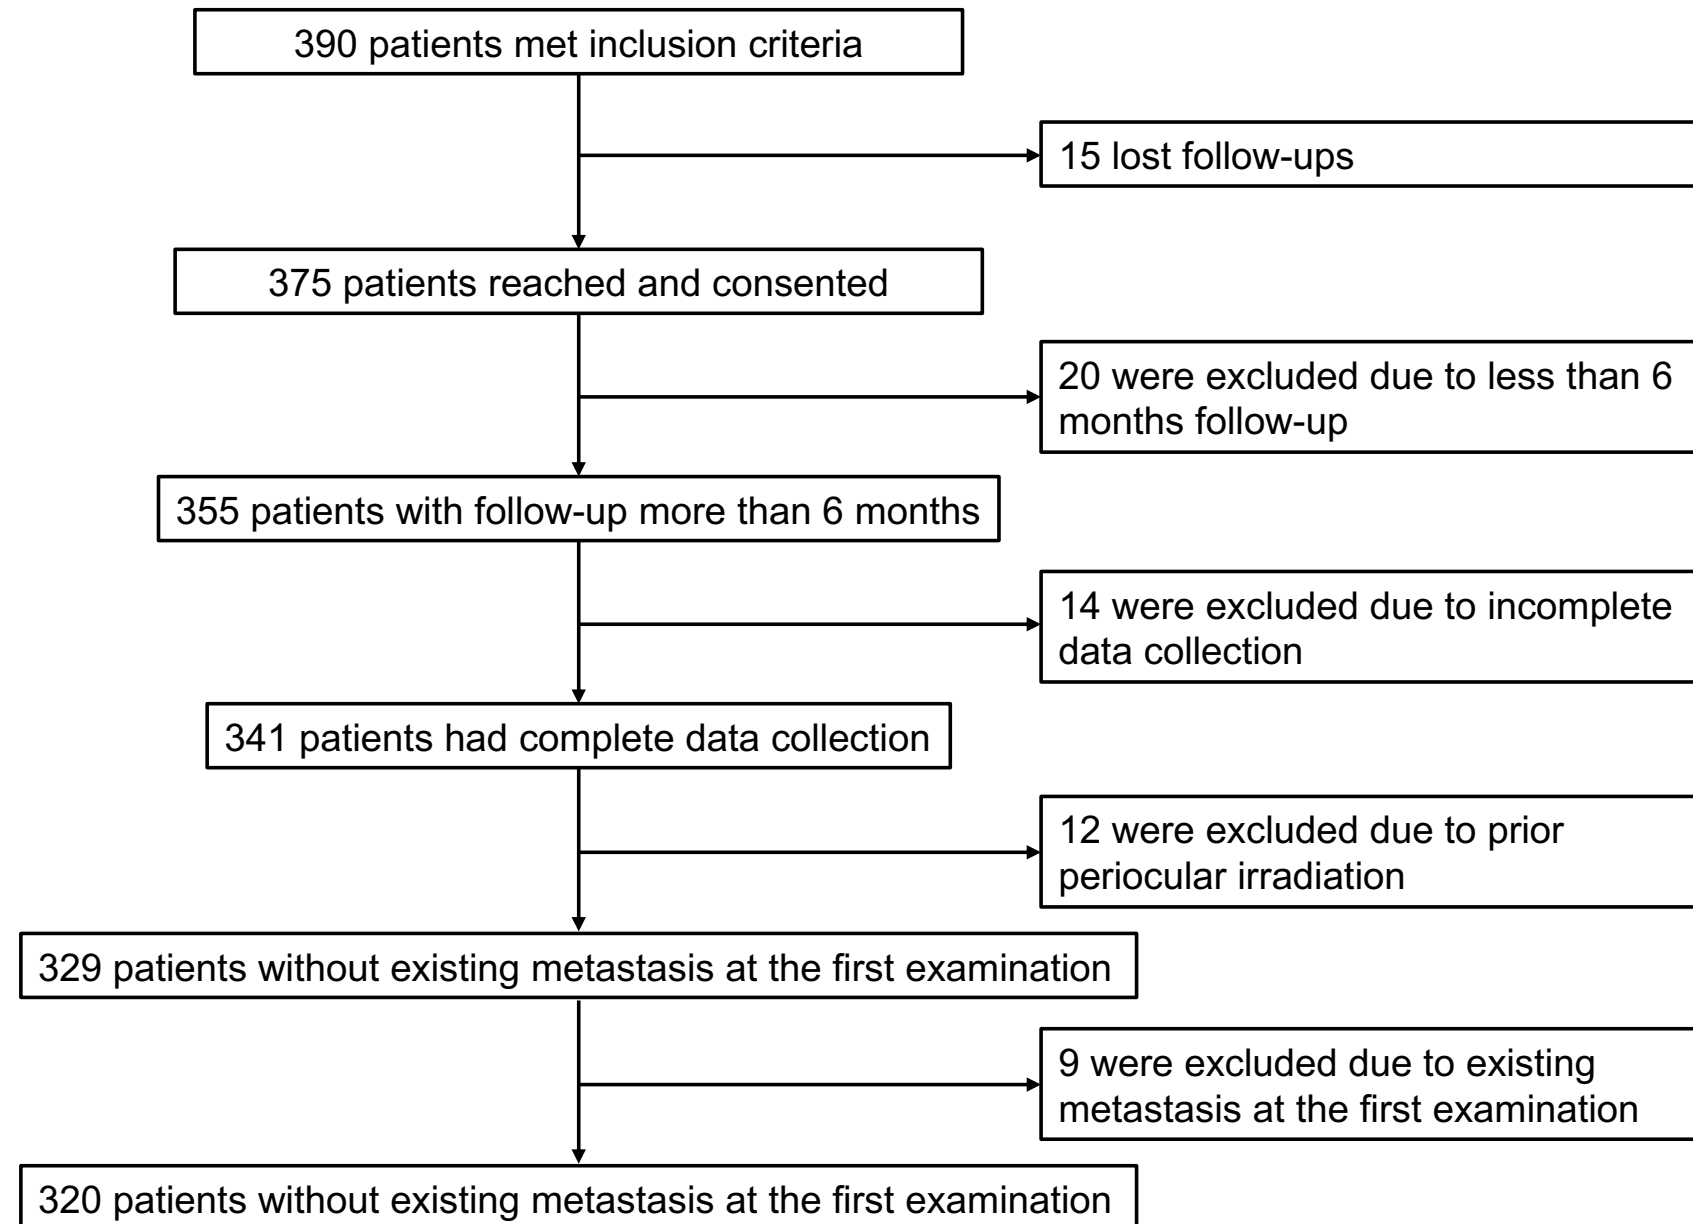 390 patients met inclusion criteria
15 lost follow-ups
375 patients reached and consented
20 were excluded due to less than 6
months follow-up
355 patients with follow-up more than 6 months
14 were excluded due to incomplete
data collection
341 patients had complete data collection
12 were excluded due to prior
periocular irradiation
329 patients without existing metastasis at the first examination
9 were excluded due to existing
metastasis at the first examination
320 patients without existing metastasis at the first examination